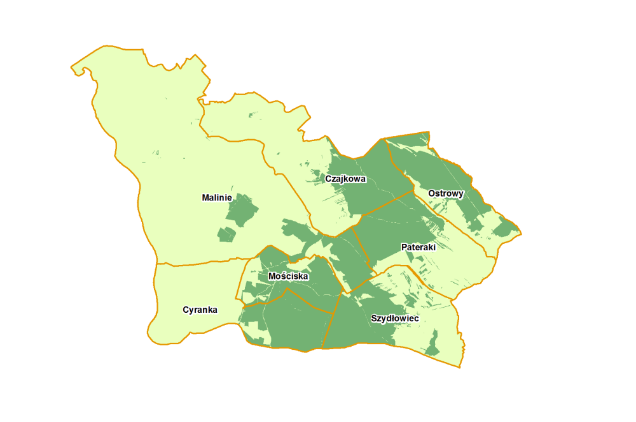 Czajkowa
Ostrowy
Malinie
Pateraki
Mościska
Cyranka
Szydłowiec